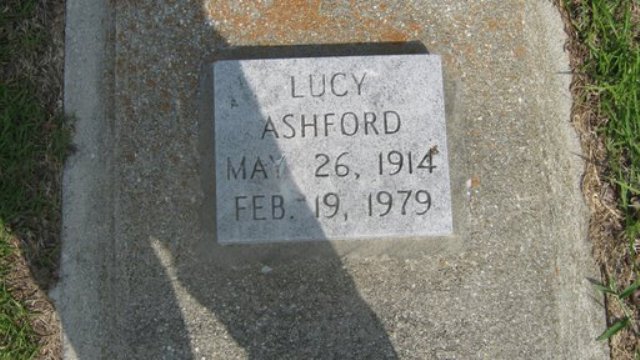 LUCY
ASHFORD
MAY 26, 1914
FEB. 19, 1979